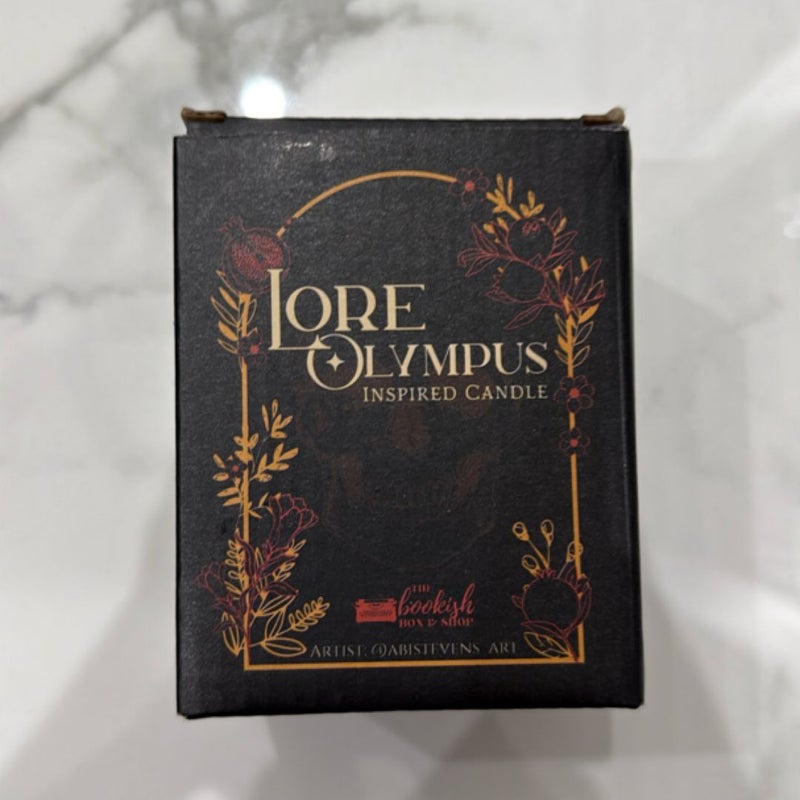 LORE
OLYMPUS
INSPIRED CANDLE
THE
bookish
BOX & SHOP
ARTIST: @ABISTEVENS_ART